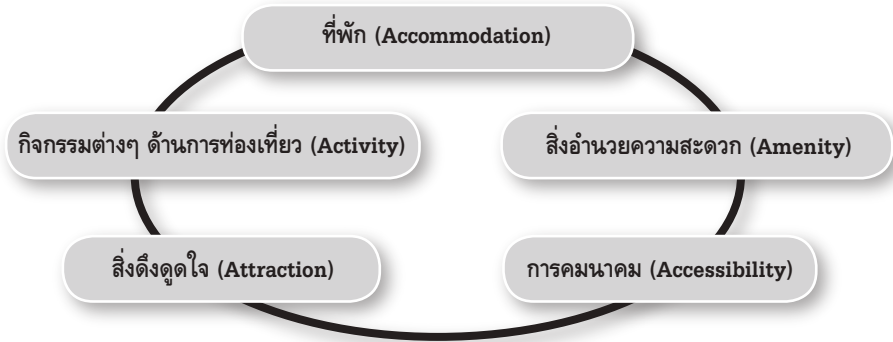 ที่พัก (Accommodation)
กิจกรรมต่างๆ ด้านการท่องเที่ยว (Activity)
สิ่งอำนวยความสะดวก (Amenity)
สิ่งดึงดูดใจ (Attraction)
การคมนาคม (Accessibility)